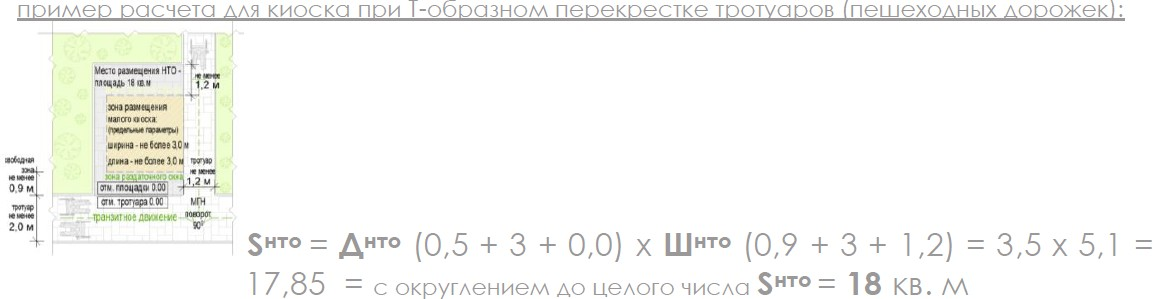 пример расчета для киоска при Т-образном перекрестке тротуаров (пешеходных дорожек):
Место размещения НТО -
площадь 18 кв.м
не менее
1,2 м
зона размещения
малого киоска:
(предельные параметры)
ширина - не более 3,0 м
длина - не более 3,0 м
зона раздаточного окна
тротуар
не менее
1,2 м
свободная
зона
не менее
0,9 м
отм. площадки 0.00
отм. тротуара 0.00
тротуар
не менее
2,0 м
транзитное движение
МГН
поворот
90°
Sнто = Днто (0,5 + 3 + 0,0) х Шнто (0,9 + 3 + 1,2) = 3,5 х 5,1 =
17,85 = с округлением до целого числа Sнто = 18 кв. м